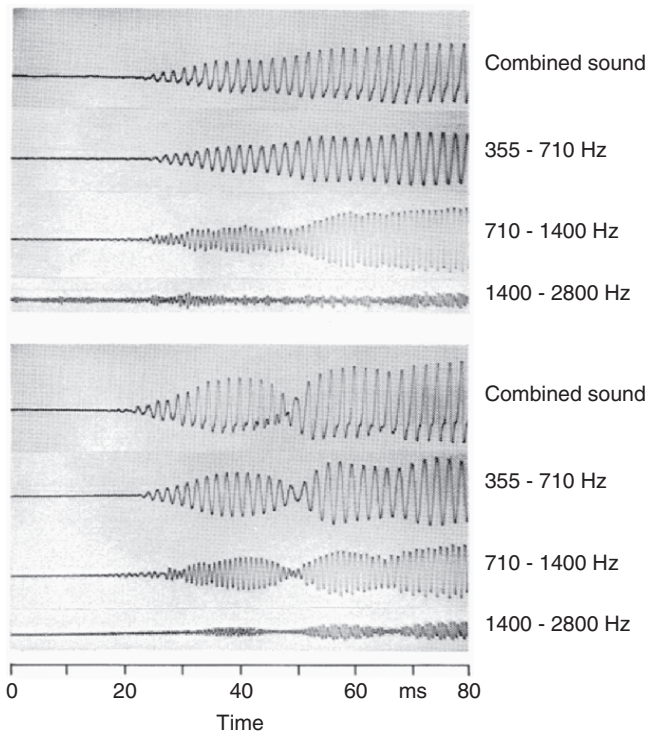 Combined sound
355 - 710 Hz
710 - 1400 Hz
1400 - 2800 Hz
Combined sound
355 - 710 Hz
710 - 1400 Hz
1400 - 2800 Hz
0 20 40 60 ms 80
Time